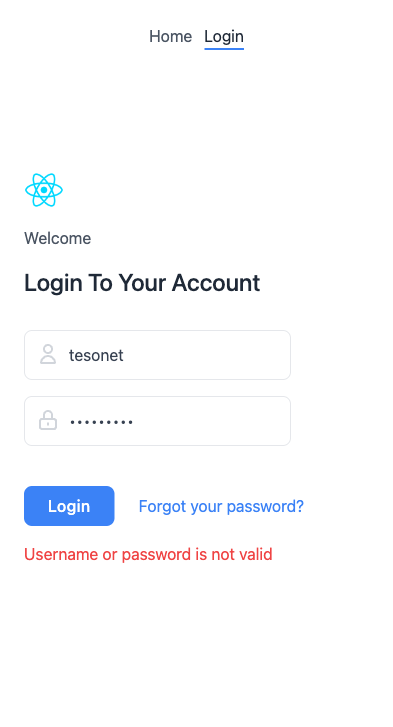 Home Login
Welcome
Login To Your Account
tesonet
•••••••••
Login Forgot your password?
Username or password is not valid